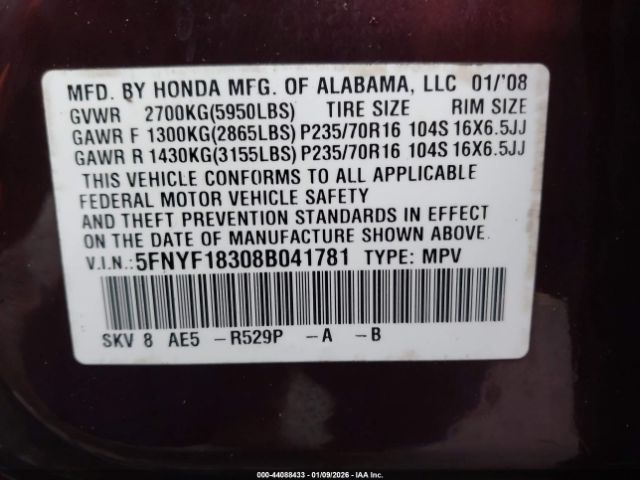 MFD. BY HONDA MFG. OF ALABAMA, LLC 01/'08
GVWR 2700KG(5950LBS) TIRE SIZE RIM SIZE
GAWR F 1300KG(2865LBS) P235/70R16 104S 16X6.5JJ
GAWR R 1430KG(3155LBS) P235/70R16 104S 16X6.5JJ
THIS VEHICLE CONFORMS TO ALL APPLICABLE
FEDERAL MOTOR VEHICLE SAFETY
AND THEFT PREVENTION STANDARDS IN EFFECT
ON THE DATE OF MANUFACTURE SHOWN ABOVE.
V.I.N.: 5FNYF18308B041781 TYPE: MPV
SKV 8 AE5 -R529P -A -B
000-44088433 - 01/09/2026 - IAA Inc.